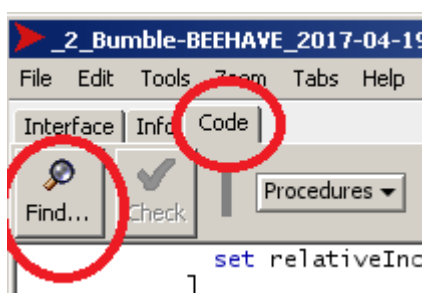 _2_Bumble-BEEHAVE_2017-04-19
File Edit Tools Zoom Tabs Help
Interface Info Code
Find... Check Procedures
set relativeInc
]